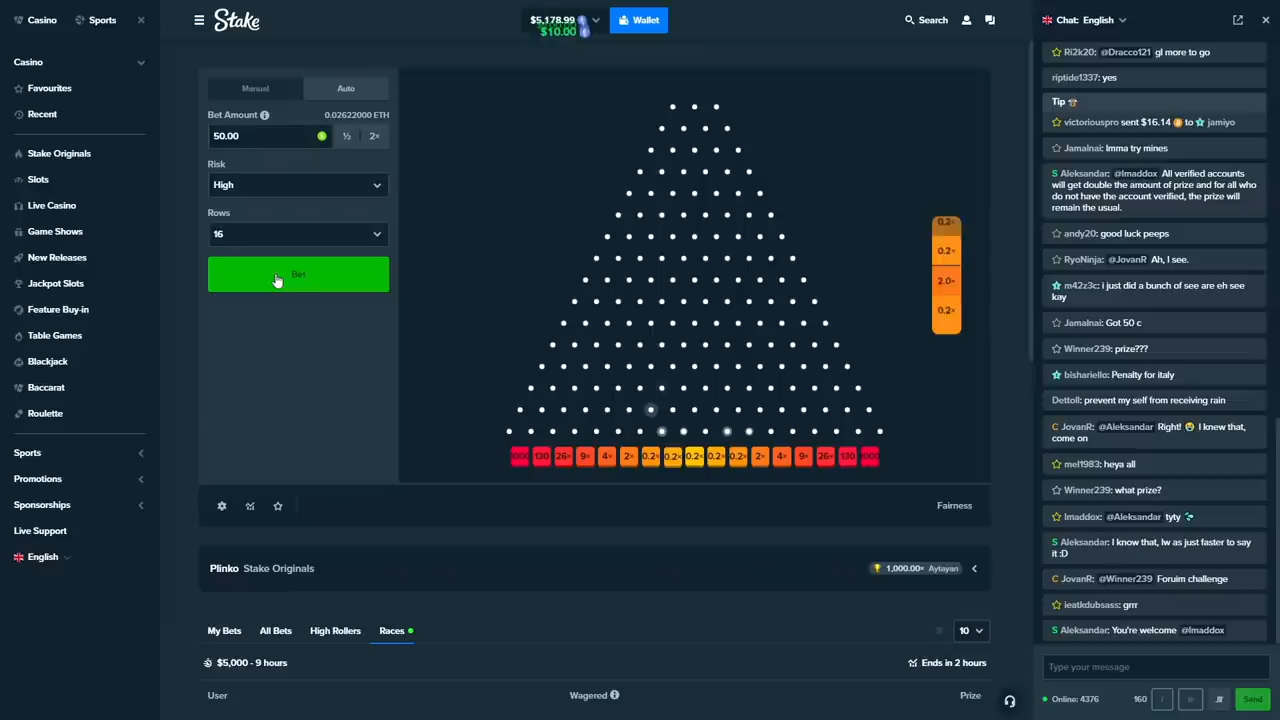 Casino
Sports
Stake
$5,178.99
$10.00
Wallet
Search
Chat: English
Casino
Favourites
Recent
Stake Originals
Slots
Live Casino
Game Shows
New Releases
Jackpot Slots
Feature Buy-in
Table Games
Blackjack
Baccarat
Roulette
Sports
Promotions
Sponsorships
Live Support
English
Manual
Auto
Bet Amount
0.02622000 ETH
50.00
½
2×
Risk
High
Rows
16
Bet
0.2×
0.2×
2.0×
0.2×
1000 130 26× 9× 4× 2× 0.2× 0.2× 0.2× 0.2× 0.2× 2× 4× 9× 26× 130 1000
Fairness
Plinko Stake Originals
1,000.00× Aytayan
My Bets
All Bets
High Rollers
Races
10
$5,000 - 9 hours
Ends in 2 hours
User
Wagered
Prize
Ri2k20: @Dracco121 gl more to go
riptide1337: yes
Tip
victoriouspro sent $16.14 to jamiyo
Jamalnai: Imma try mines
S Aleksandar: @lmaddox All verified accounts
will get double the amount of prize and for all who
do not have the account verified, the prize will
remain the usual.
andy20: good luck peeps
RyoNinja: @JovanR Ah, I see.
m42z3c: i just did a bunch of see are eh see
kay
Jamalnai: Got 50 c
Winner239: prize???
bishariello: Penalty for italy
Dettoll: prevent my self from receiving rain
C JovanR: @Aleksandar Right! I knew that,
come on
mel1983: heya all
Winner239: what prize?
lmaddox: @Aleksandar tyty
S Aleksandar: I know that, Iw as just faster to say
it :D
C JovanR: @Winner239 Foruim challenge
ieatkdubsass: grrr
S Aleksandar: You're welcome @lmaddox
Type your message
Online: 4376
160
Send